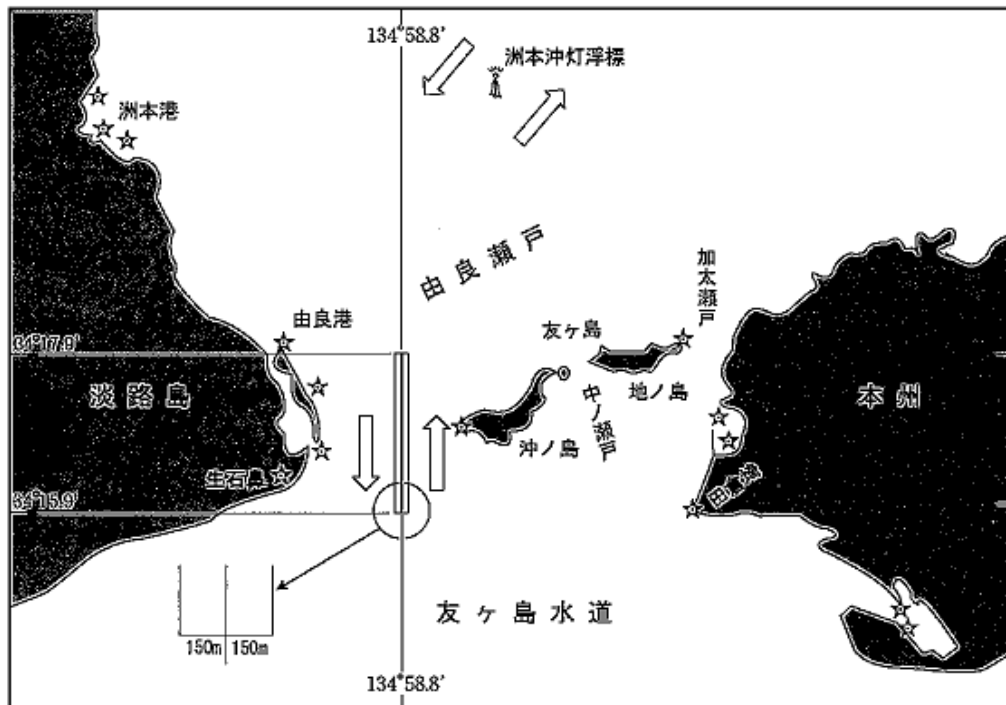 134°58.8'
洲本沖灯浮標
洲本港
由良瀬戸
加太瀬戸
由良港
友ヶ島
34°17.9'
淡路島
地ノ島
中ノ瀬戸
本州
沖ノ島
生石鼻
34°15.9'
田倉崎
友ヶ島水道
150m 150m
134°58.8'